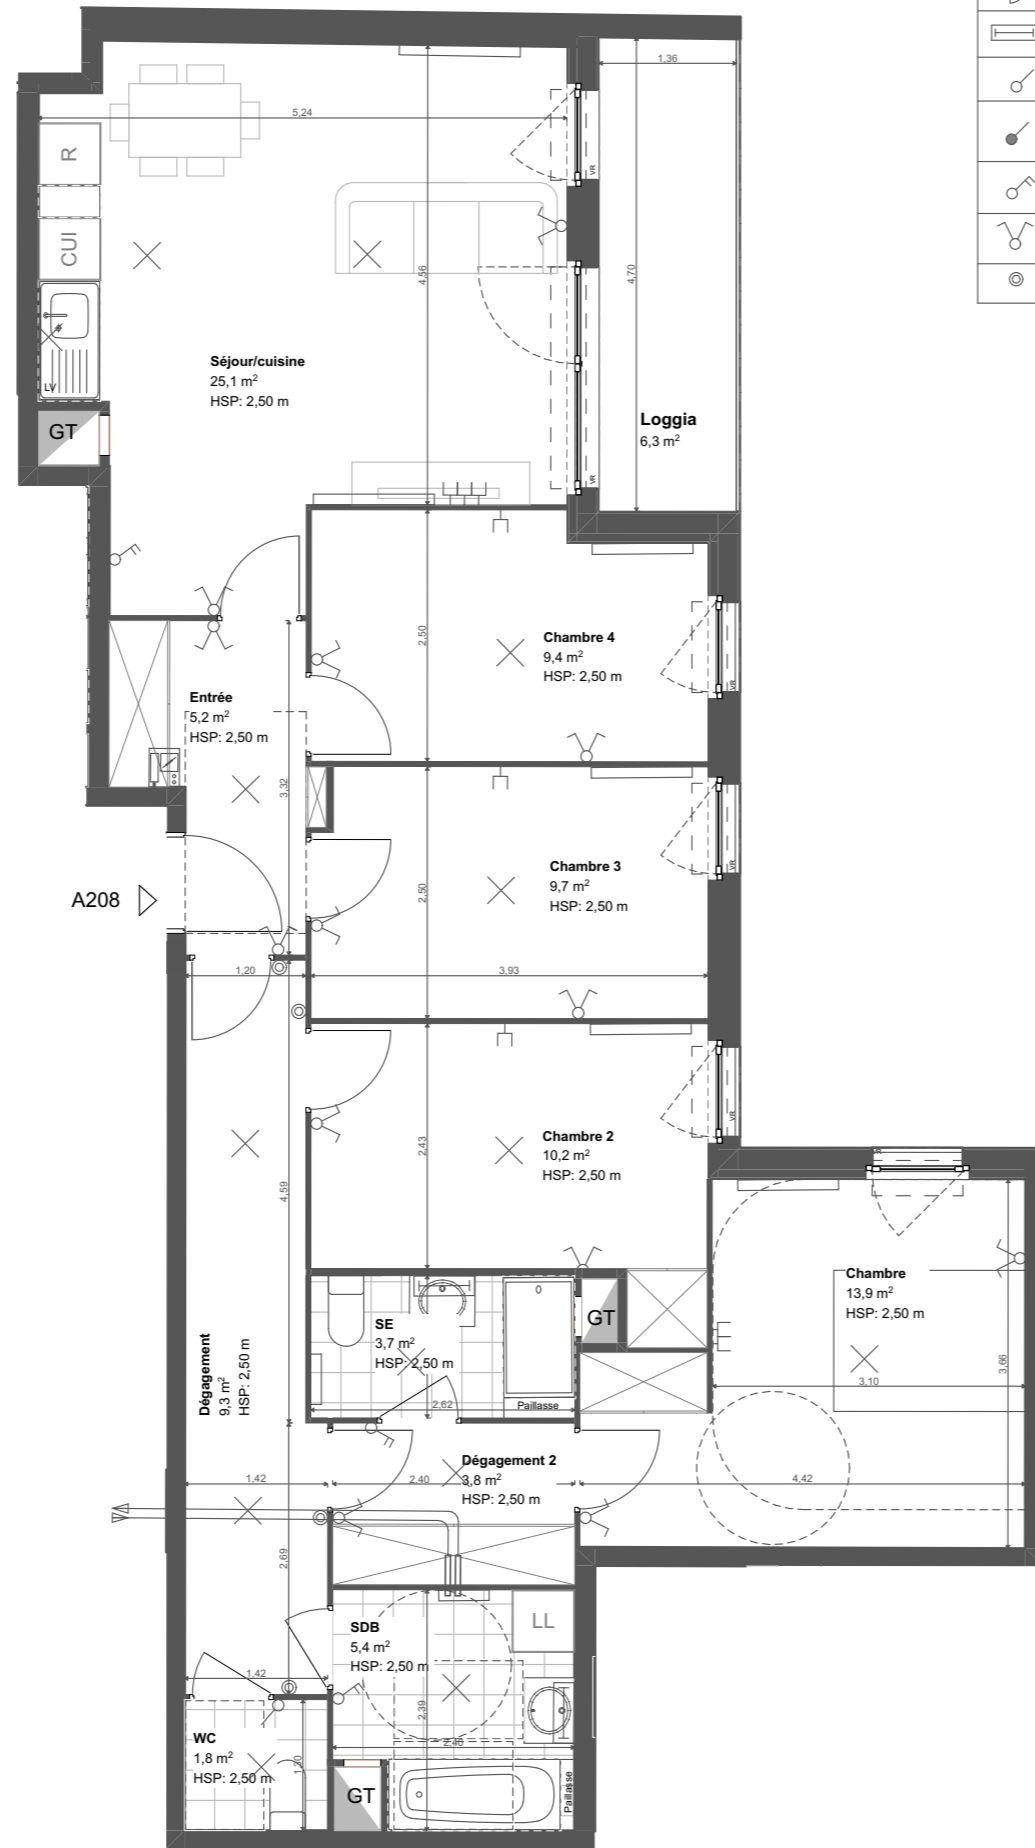 1,36
5,24
R
VR
CUI
4,56
4,70
Séjour/cuisine
25,1 m²
HSP: 2,50 m
LV
Loggia
6,3 m²
GT
VR
Chambre 4
9,4 m²
HSP: 2,50 m
2,50
VR
Entrée
5,2 m²
HSP: 2,50 m
3,32
Chambre 3
9,7 m²
HSP: 2,50 m
2,50
VR
A208
1,20
3,93
Chambre 2
10,2 m²
HSP: 2,50 m
2,43
VR
VR
4,59
Chambre
13,9 m²
HSP: 2,50 m
3,66
3,10
0
GT
SE
3,7 m²
HSP: 2,50 m
2,62
Paillasse
Dégagement
9,3 m²
HSP: 2,50 m
Dégagement 2
3,8 m²
HSP: 2,50 m
1,42
2,40
4,42
2,69
SDB
5,4 m²
HSP: 2,50 m
LL
1,42
2,39
2,40
WC
1,8 m²
HSP: 2,50 m
1,30
GT
Paillasse